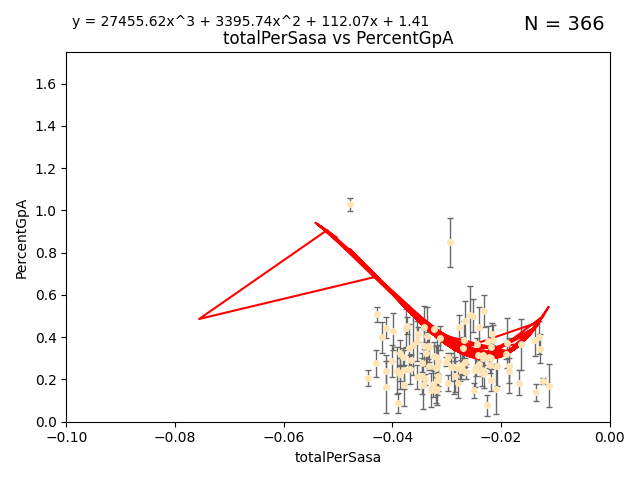 y = 27455.62x^3 + 3395.74x^2 + 112.07x + 1.41
N = 366
totalPerSasa vs PercentGpA
1.6
1.4
1.2
1.0
0.8
0.6
0.4
0.2
0.0
PercentGpA
−0.10 −0.08 −0.06 −0.04 −0.02 0.00
totalPerSasa